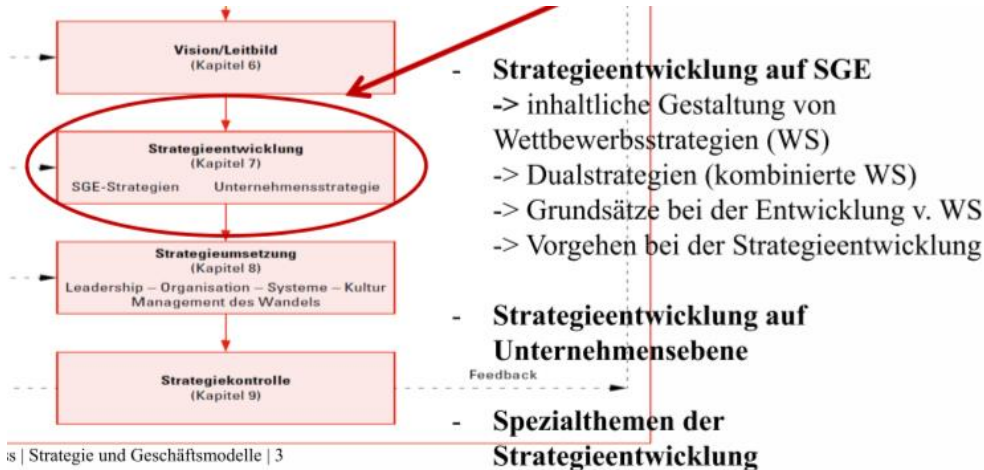 Vision/Leitbild
(Kapitel 6)
Strategieentwicklung
(Kapitel 7)
SGE-Strategien Unternehmensstrategie
Strategieumsetzung
(Kapitel 8)
Leadership – Organisation – Systeme – Kultur
Management des Wandels
Strategiekontrolle
(Kapitel 9)
Feedback
- Strategieentwicklung auf SGE
-> inhaltliche Gestaltung von
Wettbewerbsstrategien (WS)
-> Dualstrategien (kombinierte WS)
-> Grundsätze bei der Entwicklung v. WS
-> Vorgehen bei der Strategieentwicklung
- Strategieentwicklung auf
Unternehmensebene
- Spezialthemen der
Strategieentwicklung
s | Strategie und Geschäftsmodelle | 3